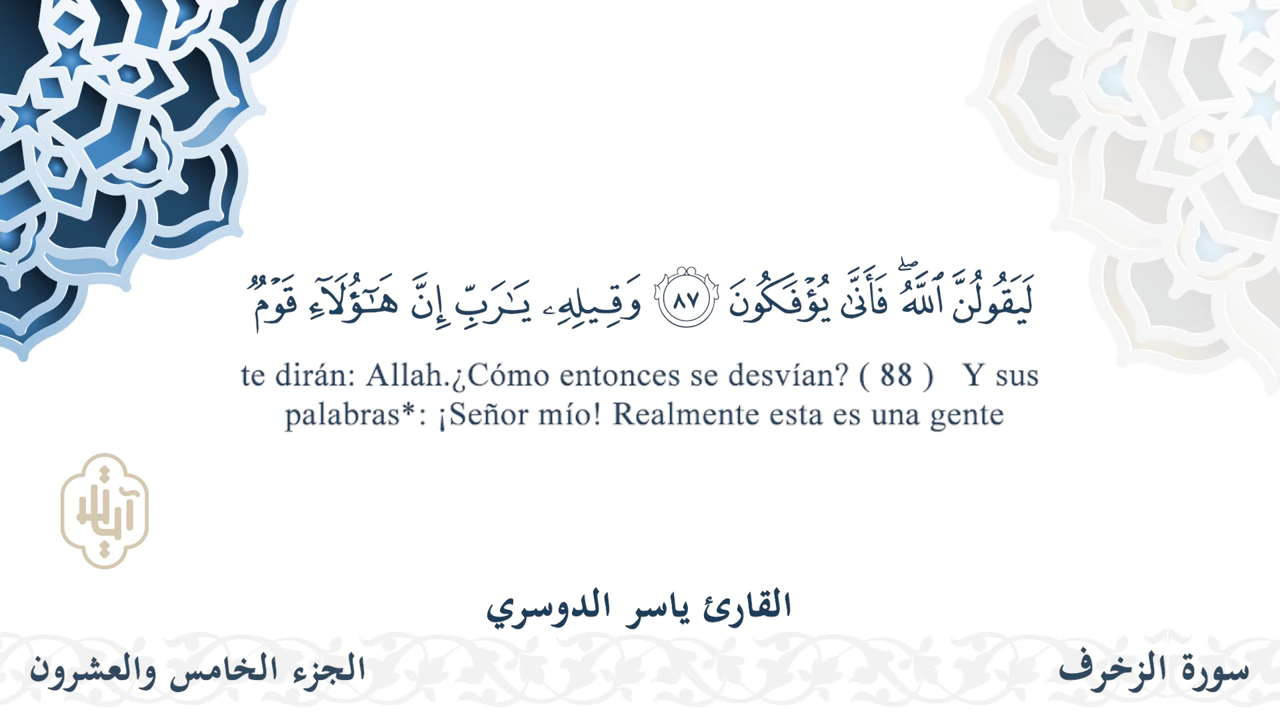 لَيَقُولُنَّ ٱللَّهُۖ فَأَنَّىٰ يُؤۡفَكُونَ ٨٧ وَقِيلِهِۦ يَٰرَبِّ إِنَّ هَٰٓؤُلَآءِ قَوۡمٞ
te dirán: Allah.¿Cómo entonces se desvían? ( 88 ) Y sus
palabras*: ¡Señor mío! Realmente esta es una gente
القارئ ياسر الدوسري
سورة الزخرف
الجزء الخامس والعشرون